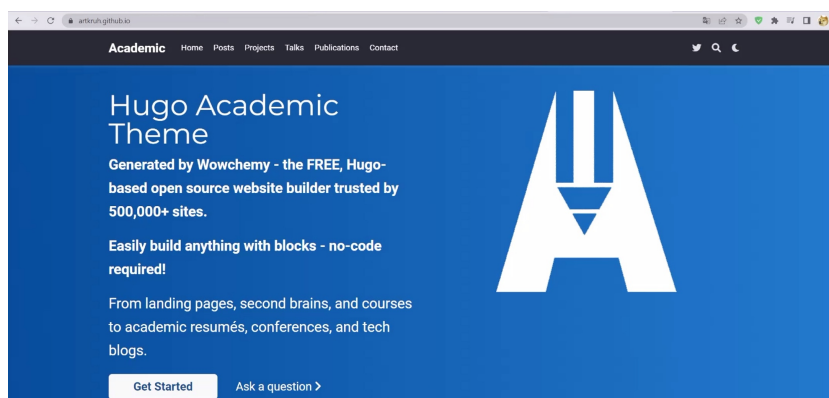 artkruh.github.io
Academic Home Posts Projects Talks Publications Contact
Hugo Academic
Theme
Generated by Wowchemy - the FREE, Hugo-
based open source website builder trusted by
500,000+ sites.
Easily build anything with blocks - no-code
required!
From landing pages, second brains, and courses
to academic resumés, conferences, and tech
blogs.
Get Started Ask a question